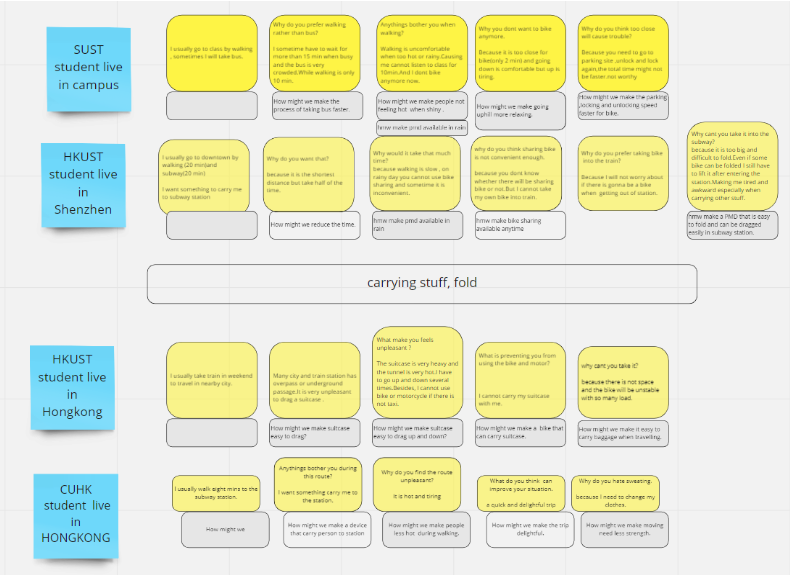 SUST
student live
in campus
I usually go to class by walking
, sometimes I will take bus.
Why do you prefer walking
rather than bus?
I sometime have to wait for
more than 15 min when busy
and the bus is very
crowded.While walking is only
10 min.
How might we make the
process of taking bus faster.
Anythings bother you when
walking?
Walking is uncomfortable
when too hot or rainy.Causing
me cannot listen to class for
10min.And I dont bike
anymore now.
How might we make people not
feeling hot when shiny .
hmw make pmd available in rain
Why you dont want to bike
anymore.
Because it is too close for
bike(only 2 min) and going
down is comfortable but up is
tiring.
How might we make going
uphill more relaxing.
Why do you think too close
will cause trouble?
Because you need to go to
parking site ,unlock and lock
again,the total time might not
be faster,nor worthy.
How might we make the parking
,locking and unlocking speed
faster for bike.
HKUST
student live
in
Shenzhen
I usually go to downtown by
walking (20 min)and
subway(20 min)
I want something to carry me
to subway station
Why do you want that?
because it is the shortest
distance but take half of the
time.
How might we reduce the time.
Why would it take that much
time?
because walking is slow , on
rainy day you cannot use bike
sharing and sometime it is
inconvenient.
hmw make pmd available in
rain
why do you think sharing bike
is not convenient enough.
because you dont know
whether there will be sharing
bike or not.But I cannot take
my own bike into train.
hmw make bike sharing
available anytime
Why do you prefer taking bike
into the train?
Because I will not worry about
if there is gonna be a bike
when getting out of station.
Why cant you take it into the
subway?
because it is too big and
difficult to fold.Even if some
bike can be folded I still have
to lift it after entering the
station.Making me tired and
awkward especially when
carrying other stuff.
hmw make a PMD that is easy
to fold and can be dragged
easily in subway station.
carrying stuff, fold
HKUST
student live
in
Hongkong
I usually take train in weekend
to travel in nearby city.
Many city and train station has
overpass or underground
passage.It is very unpleasant
to drag a suitcase .
How might we make suitcase
easy to drag?
What make you feels
unpleasant ?
The suitcase is very heavy and
the tunnel is very hot.I have
to go up and down several
times.Besides, I cannot use
bike or motorcycle if there is
not taxi.
How might we make suitcase
easy to drag up and down?
What is preventing you from
using the bike and motor?
I cannot carry my suitcase
with me.
How might we make a bike that
can carry suitcase.
why cant you take it?
because there is not space
and the bike will be unstable
with so many load.
How might we make it easy to
carry baggage when travelling.
CUHK
student live
in
HONGKONG
I usually walk eight mins to the
subway station.
How might we
Anythings bother you during
this route?
I want something carry me to
the station.
How might we make a device
that carry person to station
Why do you find the route
unpleasant?
It is hot and tiring
How might we make people
less hot during walking.
What do you think can
improve your situation.
a quick and delightful trip
How might we make the trip
delightful.
Why do you hate sweating.
because I need to change my
clothes.
How might we make moving
need less strength.